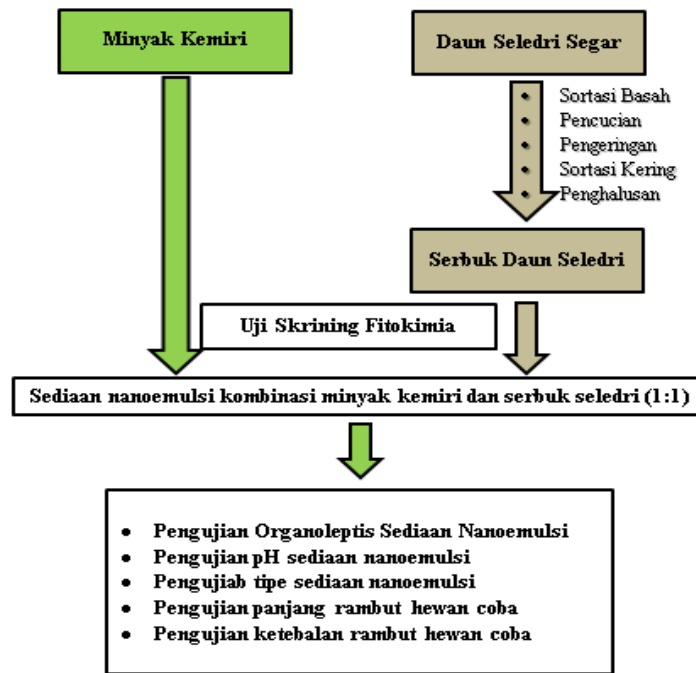 Minyak Kemiri
Daun Seledri Segar
• Sortasi Basah
• Pencucian
• Pengeringan
• Sortasi Kering
• Penghalusan
Serbuk Daun Seledri
Uji Skrining Fitokimia
Sediaan nanoemulsi kombinasi minyak kemiri dan serbuk seledri (1:1)
• Pengujian Organoleptis Sediaan Nanoemulsi
• Pengujian pH sediaan nanoemulsi
• Pengujiab tipe sediaan nanoemulsi
• Pengujian panjang rambut hewan coba
• Pengujian ketebalan rambut hewan coba